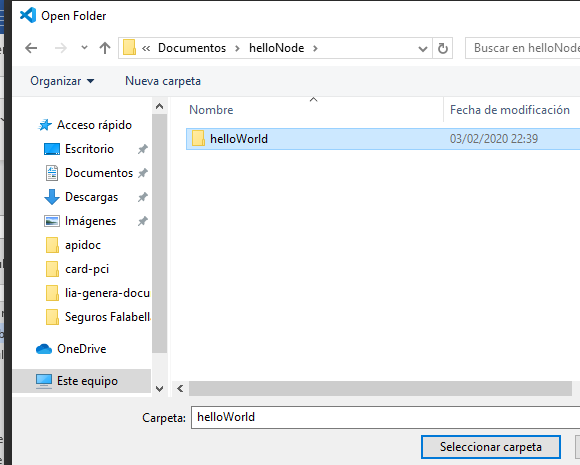 Open Folder
« Documentos > helloNode >
Buscar en helloNode
Organizar
Nueva carpeta
Nombre
Fecha de modificación
Acceso rápido
Escritorio
Documentos
Descargas
Imágenes
apidoc
card-pci
lia-genera-docu
Seguros Falabella
OneDrive
Este equipo
helloWorld
03/02/2020 22:39
Carpeta:
helloWorld
Seleccionar carpeta